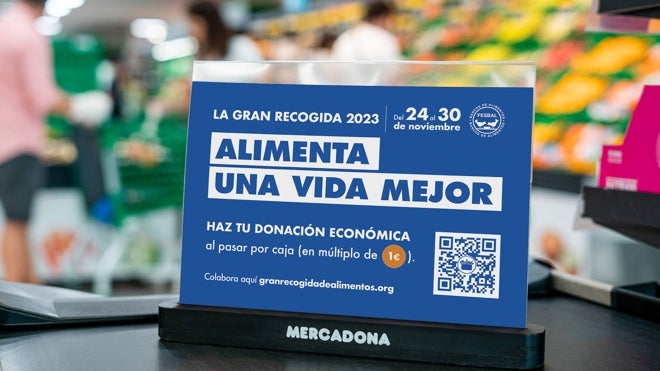 LA GRAN RECOGIDA 2023
Del 24 al 30
de noviembre
FESBAL
ALIMENTA
UNA VIDA MEJOR
HAZ TU DONACIÓN ECONÓMICA
al pasar por caja (en múltiplo de 1€).
Colabora aquí granrecogidadealimentos.org
MERCADONA